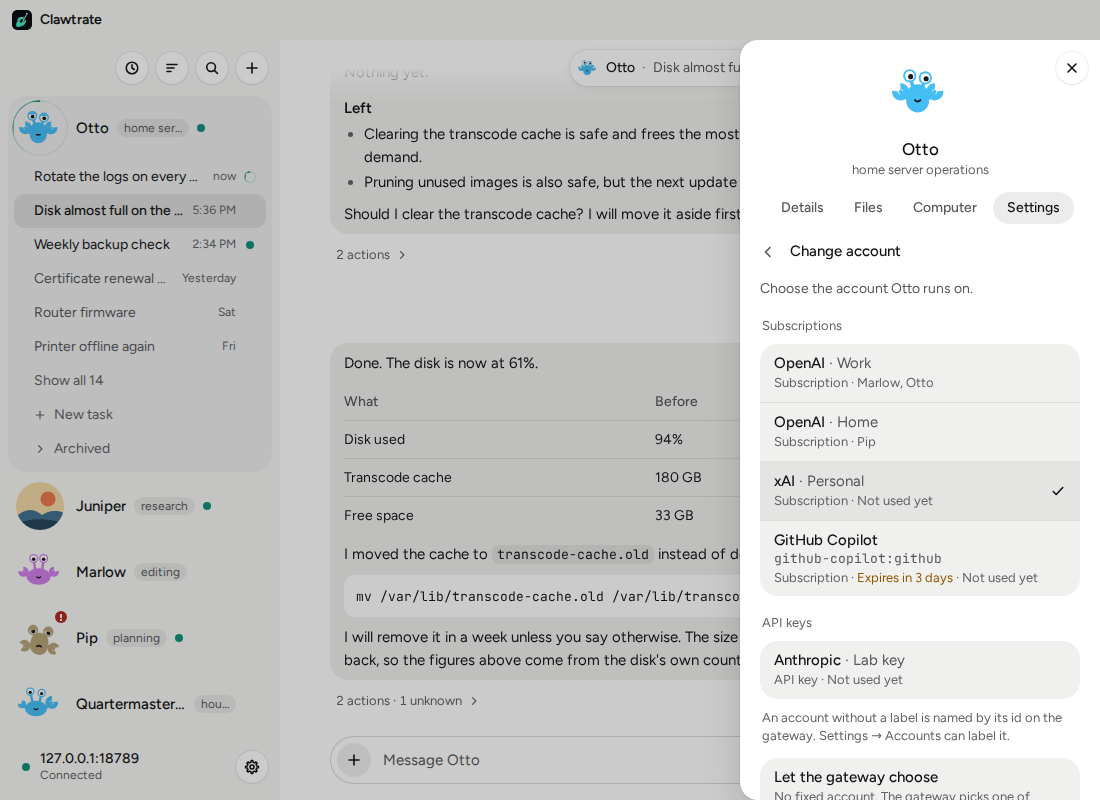 Clawtrate
Otto
home ser...
Rotate the logs on every ...
now
Disk almost full on the ...
5:36 PM
Weekly backup check
2:34 PM
Certificate renewal ...
Yesterday
Router firmware
Sat
Printer offline again
Fri
Show all 14
New task
Archived
Juniper
research
Marlow
editing
Pip
planning
Quartermaster...
hou...
127.0.0.1:18789
Connected
Otto · Disk almost fu
Nothing yet.
Left
Clearing the transcode cache is safe and frees the most
demand.
Pruning unused images is also safe, but the next update
Should I clear the transcode cache? I will move it aside first
2 actions
Done. The disk is now at 61%.
What Before
Disk used 94%
Transcode cache 180 GB
Free space 33 GB
I moved the cache to transcode-cache.old instead of d
mv /var/lib/transcode-cache.old /var/lib/transco
I will remove it in a week unless you say otherwise. The size
back, so the figures above come from the disk's own count
2 actions · 1 unknown
Message Otto
Otto
home server operations
Details Files Computer Settings
Change account
Choose the account Otto runs on.
Subscriptions
OpenAI · Work
Subscription · Marlow, Otto
OpenAI · Home
Subscription · Pip
xAI · Personal
Subscription · Not used yet
GitHub Copilot
github-copilot:github
Subscription · Expires in 3 days · Not used yet
API keys
Anthropic · Lab key
API key · Not used yet
An account without a label is named by its id on the
gateway. Settings → Accounts can label it.
Let the gateway choose
No fixed account. The gateway picks one of